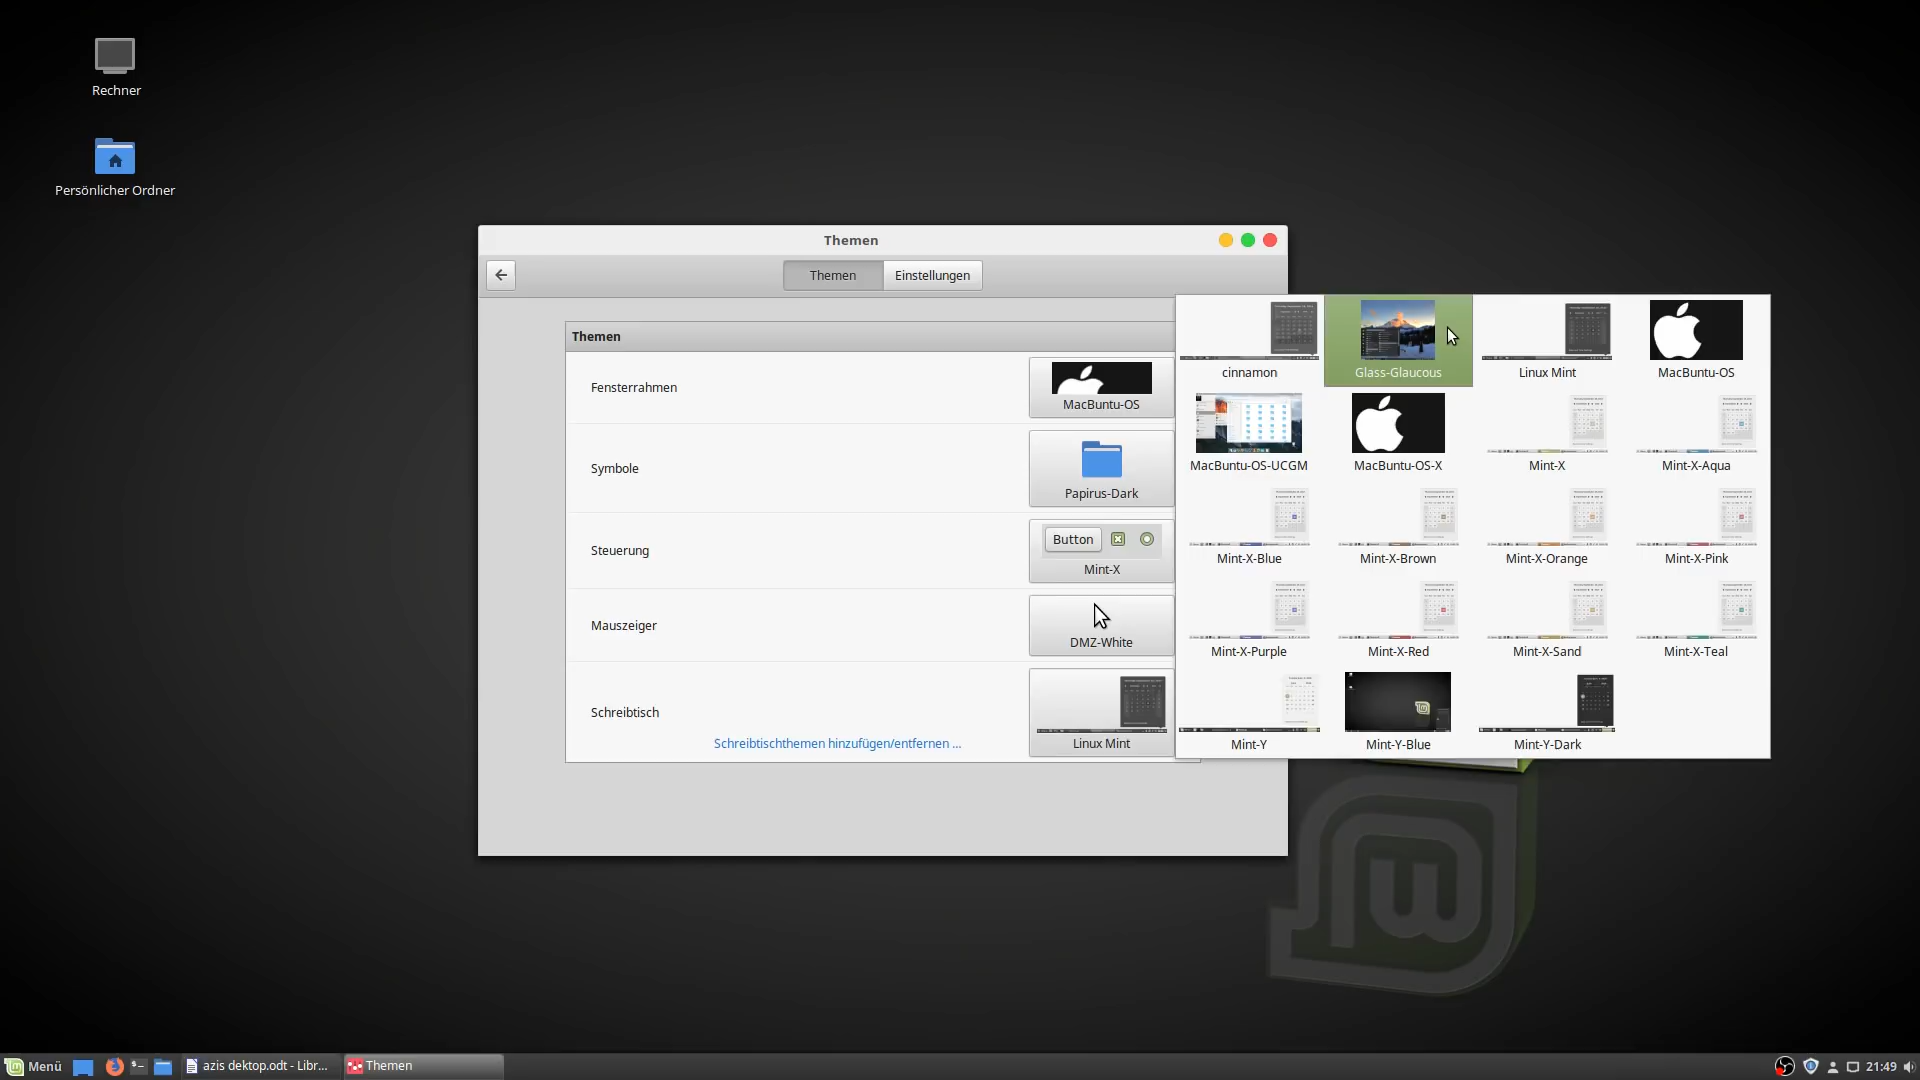 Rechner
Persönlicher Ordner
Themen
Themen
Einstellungen
Themen
Fensterrahmen
MacBuntu-OS
Symbole
Papirus-Dark
Steuerung
Button
Mint-X
Mauszeiger
DMZ-White
Schreibtisch
Schreibtischthemen hinzufügen/entfernen ...
Linux Mint
cinnamon
Glass-Glaucous
Linux Mint
MacBuntu-OS
MacBuntu-OS-UCGM
MacBuntu-OS-X
Mint-X
Mint-X-Aqua
Mint-X-Blue
Mint-X-Brown
Mint-X-Orange
Mint-X-Pink
Mint-X-Purple
Mint-X-Red
Mint-X-Sand
Mint-X-Teal
Mint-Y
Mint-Y-Blue
Mint-Y-Dark
Menü
azis dektop.odt - Libr...
Themen
21:49